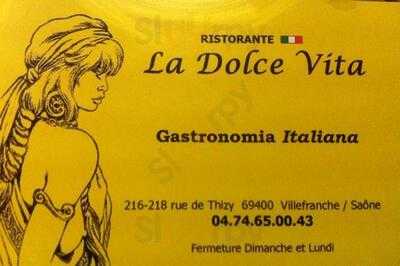 RISTORANTE
La Dolce Vita
Gastronomia Italiana
216-218 rue de Thizy 69400 Villefranche / Saône
04.74.65.00.43
Fermeture Dimanche et Lundi